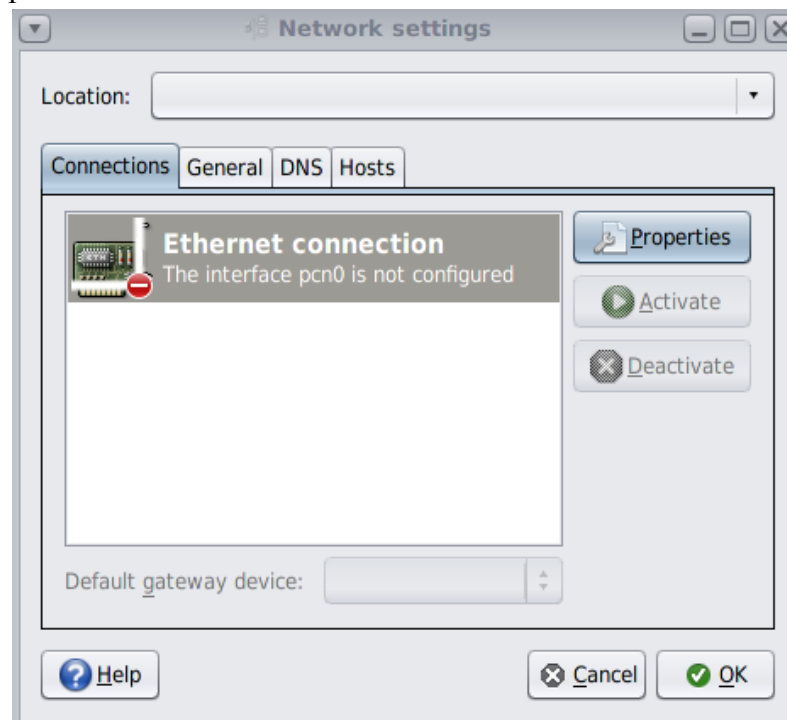 Network settings
Location:
Connections General DNS Hosts
Ethernet connection
The interface pcn0 is not configured
Properties
Activate
Deactivate
Default gateway device:
Help
Cancel
OK